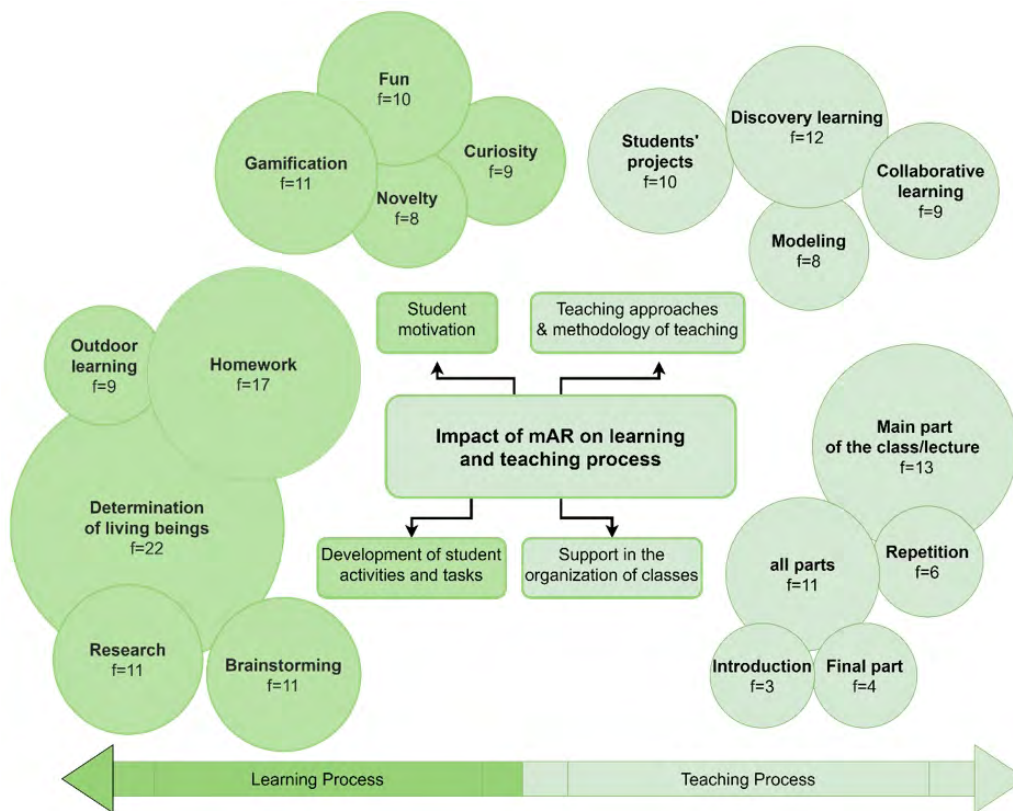 Fun
f=10
Gamification
f=11
Curiosity
f=9
Novelty
f=8
Students'
projects
f=10
Discovery learning
f=12
Collaborative
learning
f=9
Modeling
f=8
Student
motivation
Teaching approaches
& methodology of teaching
Outdoor
learning
f=9
Homework
f=17
Impact of mAR on learning
and teaching process
Main part
of the class/lecture
f=13
Determination
of living beings
f=22
Development of student
activities and tasks
Support in the
organization of classes
all parts
f=11
Repetition
f=6
Research
f=11
Brainstorming
f=11
Introduction
f=3
Final part
f=4
Learning Process
Teaching Process